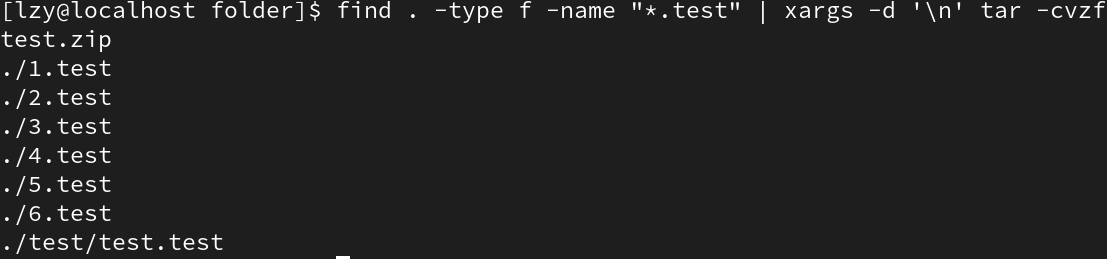 [lzy@localhost folder]$ find . -type f -name "*.test" | xargs -d '\n' tar -cvzf
test.zip
./1.test
./2.test
./3.test
./4.test
./5.test
./6.test
./test/test.test